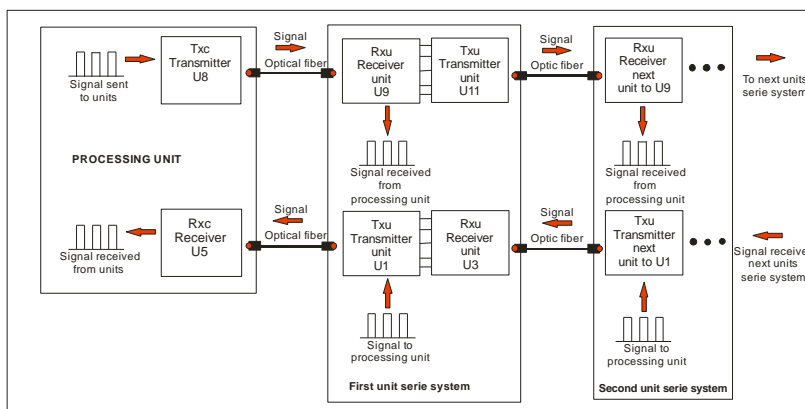 Signal sent
to units
Txc
Transmitter
U8
Signal
Optical fiber
PROCESSING UNIT
Signal received
from units
Rxc
Receiver
U5
Signal
Optical fiber
Rxu
Receiver
unit
U9
Txu
Transmitter
unit
U11
Signal received
from
processing unit
Txu
Transmitter
unit
U1
Rxu
Receiver
unit
U3
Signal to
processing unit
First unit serie system
Signal
Optic fiber
Signal
Optic fiber
Rxu
Receiver
next
unit to U9
To next units
serie system
Signal received
from
processing unit
Txu
Transmitter
next
unit to U1
Signal receive
next units
serie system
Signal to
processing unit
Second unit serie system